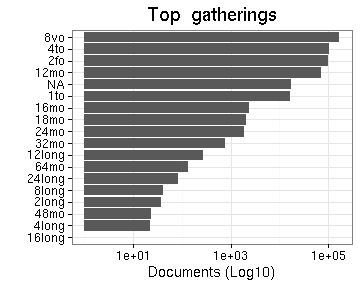 Top gatherings
8vo
4to
2fo
12mo
NA
1to
16mo
18mo
24mo
32mo
12long
64mo
24long
8long
2long
48mo
4long
16long
1e+01 1e+03 1e+05
Documents (Log10)